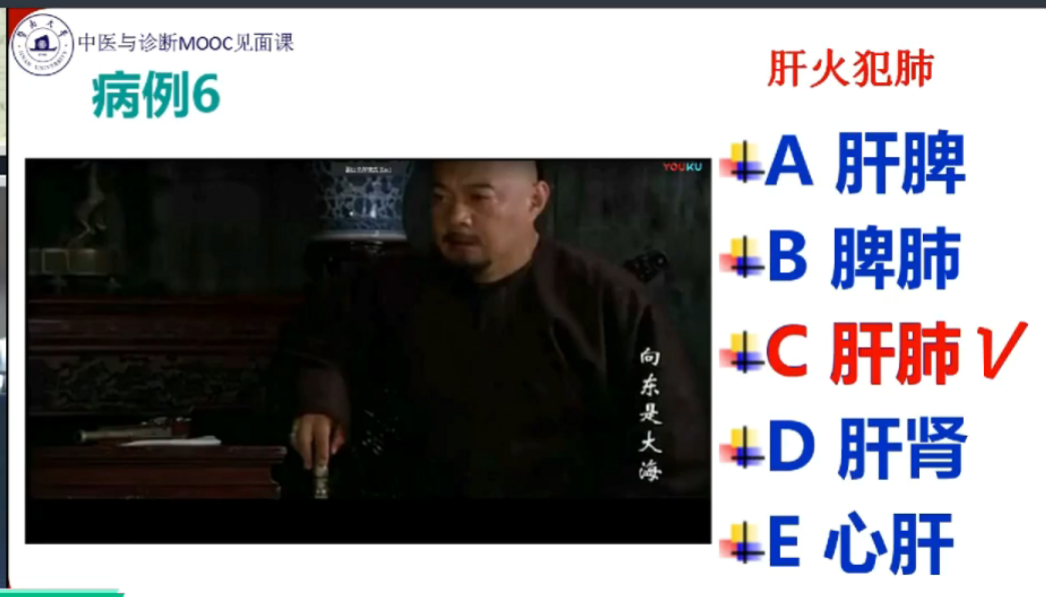 中医与诊断MOOC见面课
病例6
肝火犯肺
YOUKU
向东是大海
A 肝脾
B 脾肺
C 肝肺 √
D 肝肾
E 心肝